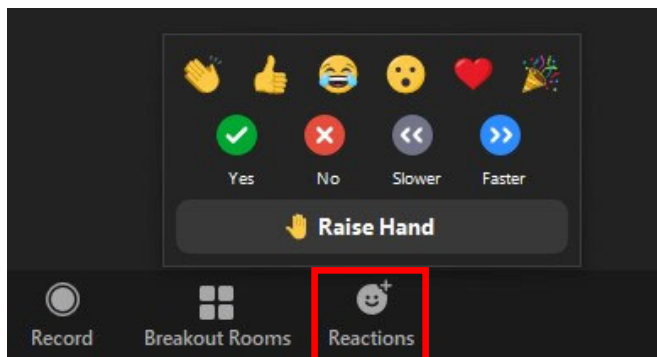 Yes No Slower Faster
Raise Hand
Record Breakout Rooms Reactions